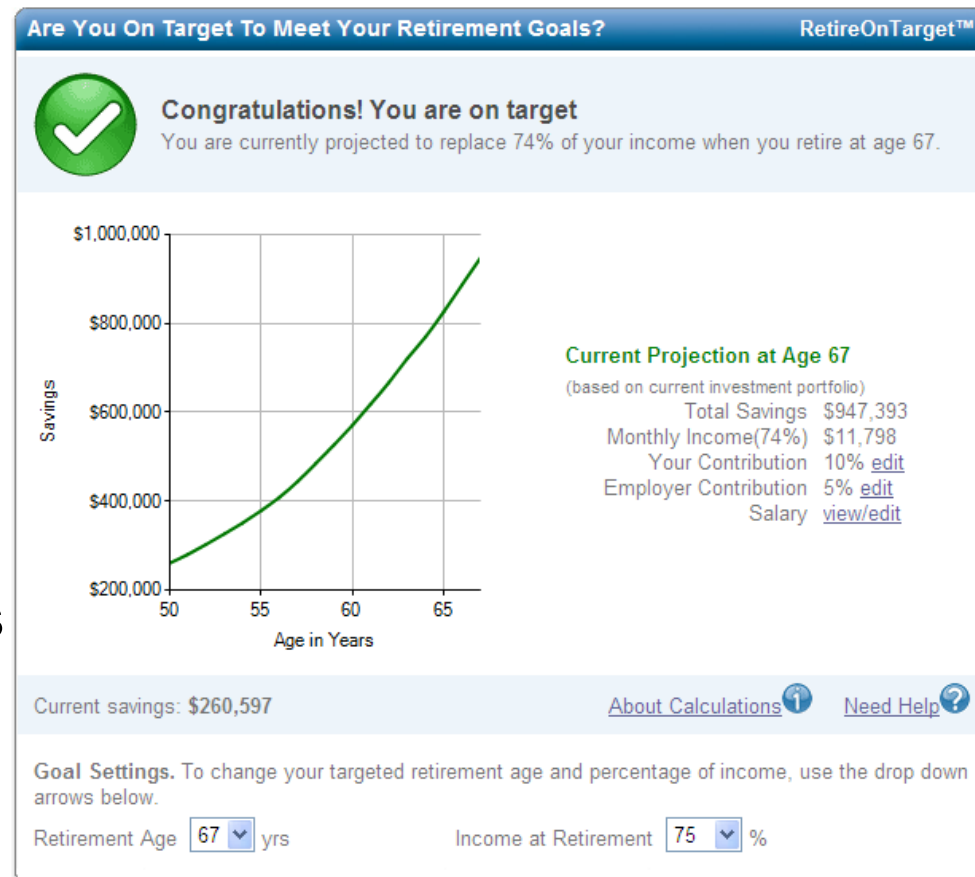 Are You On Target To Meet Your Retirement Goals? RetireOnTarget™
Congratulations! You are on target
You are currently projected to replace 74% of your income when you retire at age 67.
$1,000,000
$800,000
$600,000
$400,000
$200,000
Savings
50 55 60 65
Age in Years
Current Projection at Age 67
(based on current investment portfolio)
Total Savings $947,393
Monthly Income(74%) $11,798
Your Contribution 10% edit
Employer Contribution 5% edit
Salary view/edit
Current savings: $260,597 About Calculations Need Help?
Goal Settings. To change your targeted retirement age and percentage of income, use the drop down
arrows below.
Retirement Age 67 yrs Income at Retirement 75 %